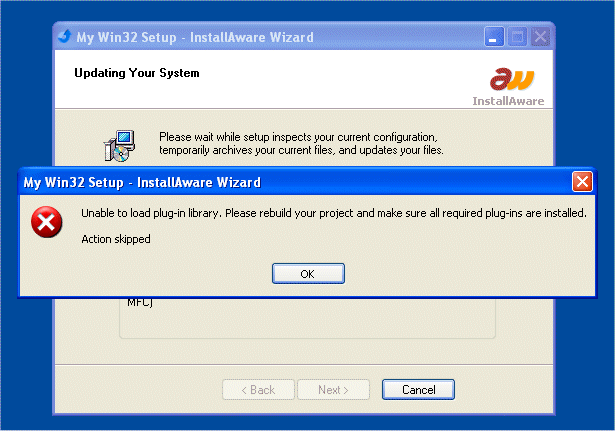 My Win32 Setup - InstallAware Wizard
Updating Your System
aw
InstallAware
Please wait while setup inspects your current configuration,
temporarily archives your current files, and updates your files.
My Win32 Setup - InstallAware Wizard
Unable to load plug-in library. Please rebuild your project and make sure all required plug-ins are installed.
Action skipped
OK
MFC)
< Back
Next >
Cancel